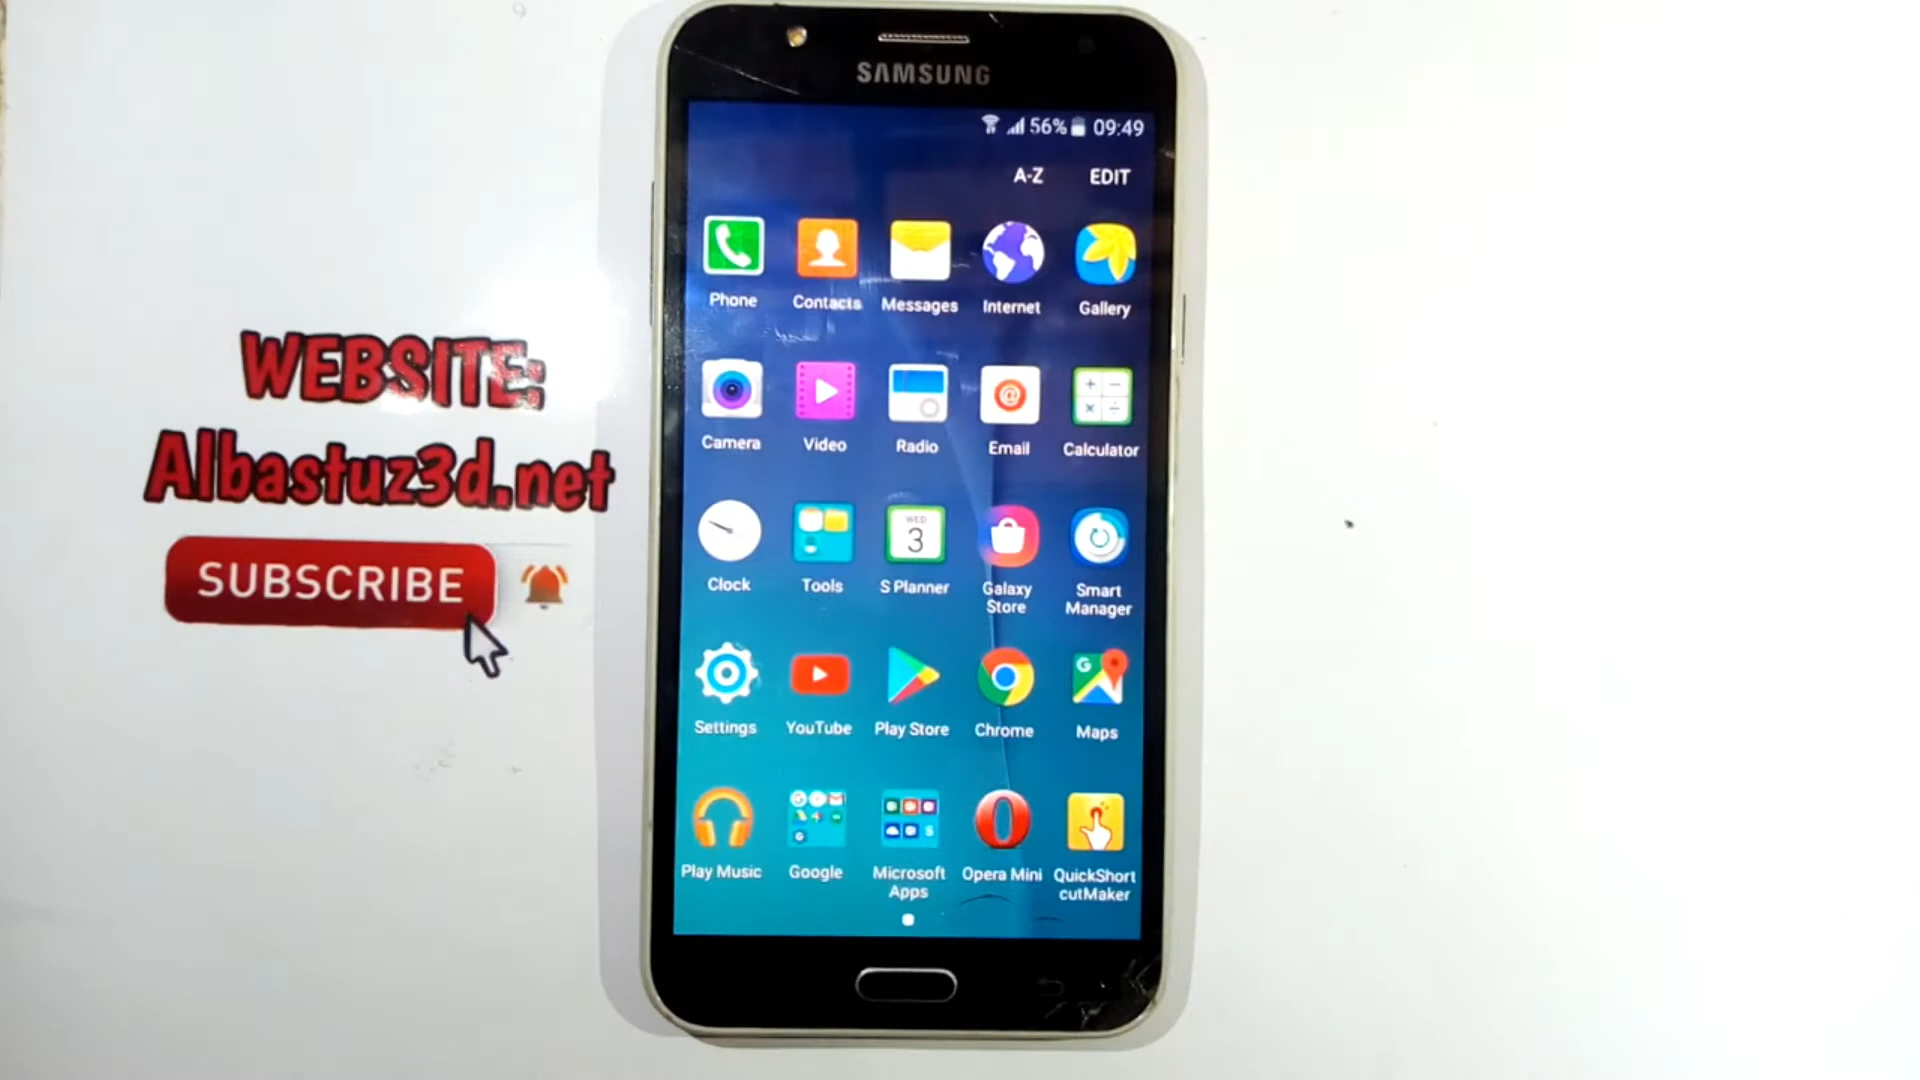 SAMSUNG
56% 09:49
A-Z EDIT
Phone Contacts Messages Internet Gallery
Camera Video Radio Email Calculator
WED
3
Clock Tools S Planner Galaxy Store Smart Manager
Settings YouTube Play Store Chrome Maps
Play Music Google Microsoft Apps Opera Mini QuickShort
cutMaker
WEBSITE:
Albastuz3d.net
SUBSCRIBE